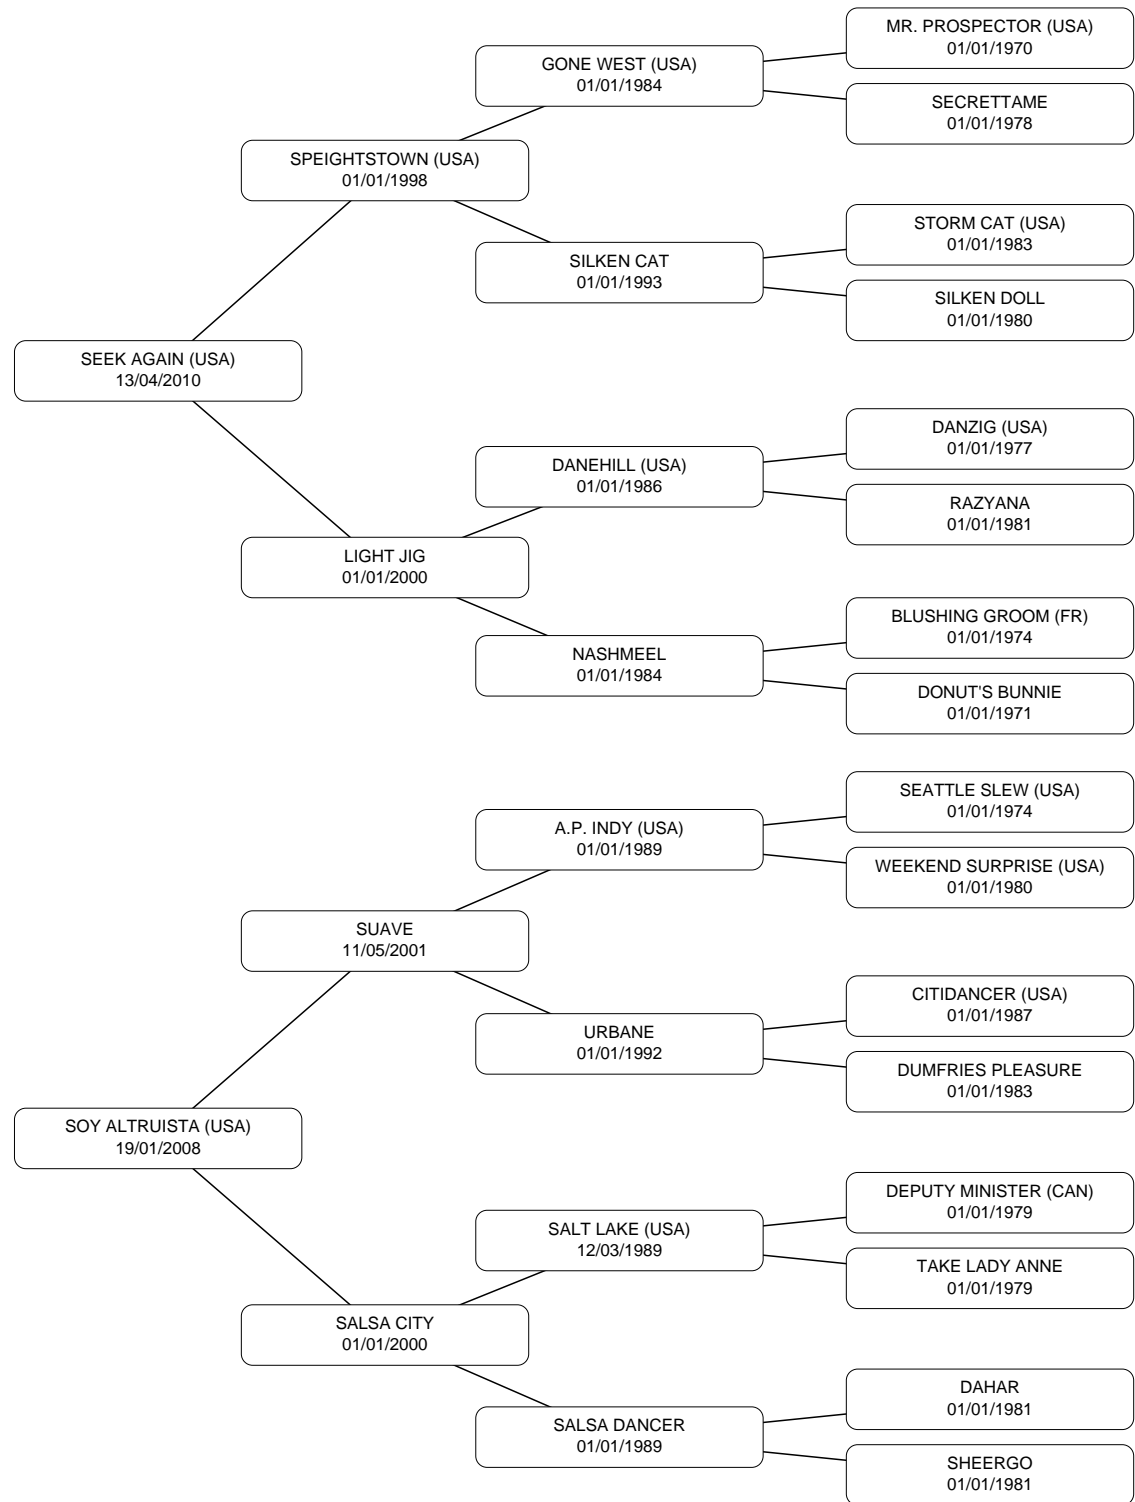 MR. PROSPECTOR (USA)
01/01/1970
GONE WEST (USA)
01/01/1984
SECRETTAME
01/01/1978
SPEIGHTSTOWN (USA)
01/01/1998
STORM CAT (USA)
01/01/1983
SILKEN CAT
01/01/1993
SILKEN DOLL
01/01/1980
SEEK AGAIN (USA)
13/04/2010
DANZIG (USA)
01/01/1977
DANEHILL (USA)
01/01/1986
RAZYANA
01/01/1981
LIGHT JIG
01/01/2000
BLUSHING GROOM (FR)
01/01/1974
NASHMEEL
01/01/1984
DONUT'S BUNNIE
01/01/1971
SEATTLE SLEW (USA)
01/01/1974
A.P. INDY (USA)
01/01/1989
WEEKEND SURPRISE (USA)
01/01/1980
SUAVE
11/05/2001
CITIDANCER (USA)
01/01/1987
URBANE
01/01/1992
DUMFRIES PLEASURE
01/01/1983
SOY ALTRUISTA (USA)
19/01/2008
DEPUTY MINISTER (CAN)
01/01/1979
SALT LAKE (USA)
12/03/1989
TAKE LADY ANNE
01/01/1979
SALSA CITY
01/01/2000
DAHAR
01/01/1981
SALSA DANCER
01/01/1989
SHEERGO
01/01/1981